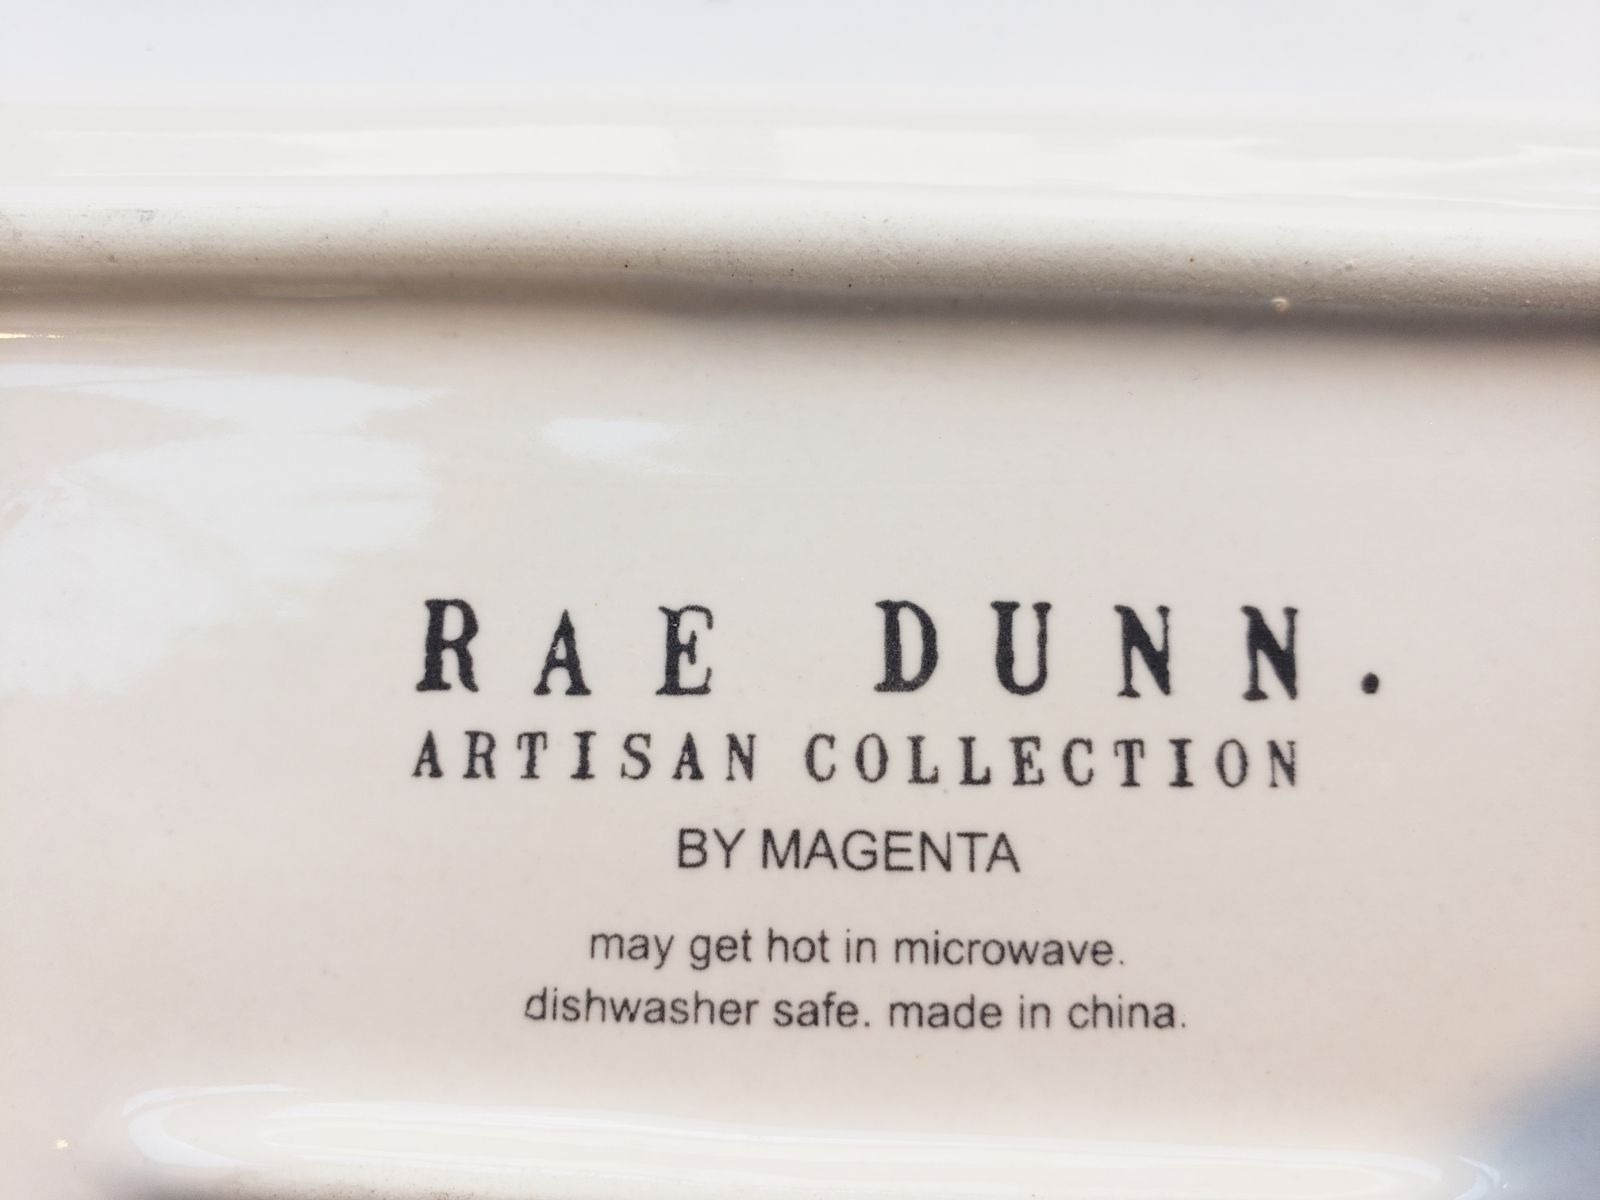 RAE DUNN.
ARTISAN COLLECTION
BY MAGENTA
may get hot in microwave.
dishwasher safe. made in china.